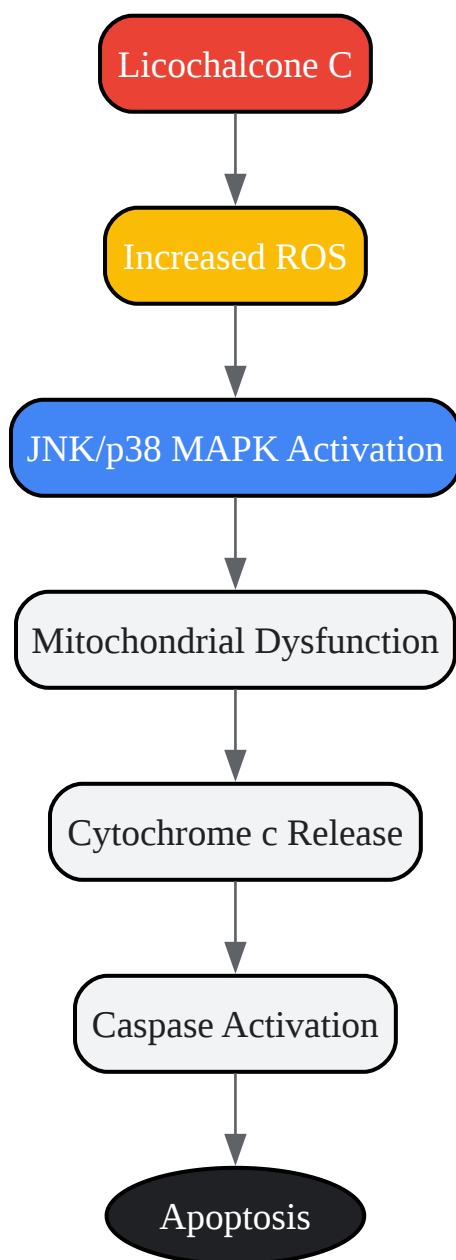 Licochalcone C
Increased ROS
JNK/p38 MAPK Activation
Mitochondrial Dysfunction
Cytochrome c Release
Caspase Activation
Apoptosis